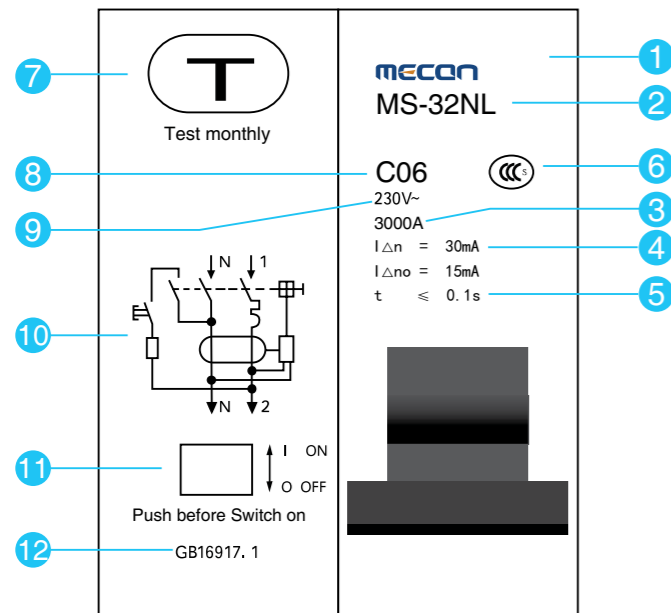 7
T
Test monthly
8
9
N 1
10
N 2
11
I ON
O OFF
Push before Switch on
12
GB16917.1
mecan
1
MS-32NL
2
C06
CCC S
6
230V~
3000A
3
I△n = 30mA
4
I△no = 15mA
t ≤ 0.1s
5